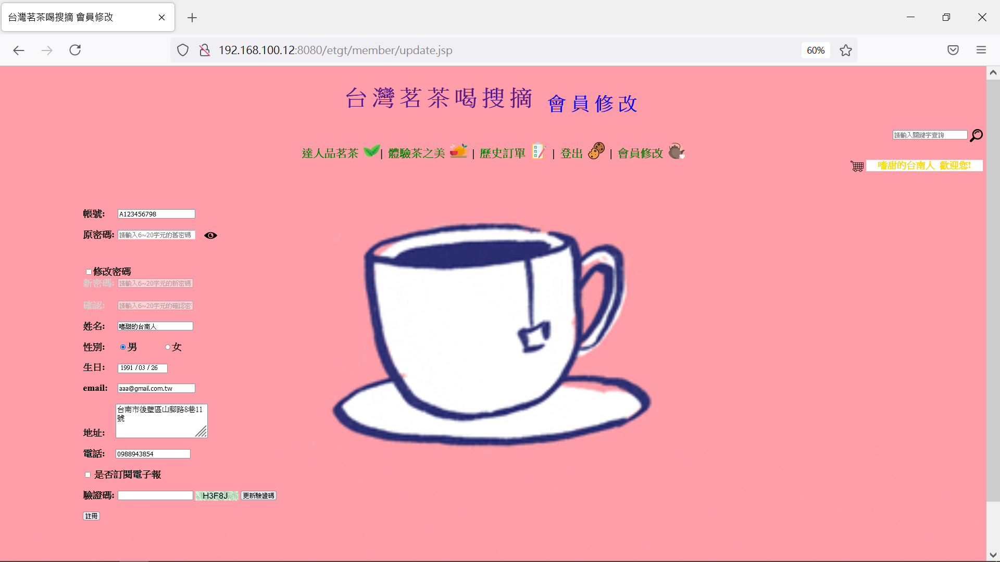 台灣茗茶喝搜摘 會員修改
192.168.100.12:8080/etgt/member/update.jsp
60%
台灣茗茶喝搜摘 會員修改
請輸入關鍵字查詢
達人品茗茶 | 體驗茶之美 | 歷史訂單 | 登出 | 會員修改
嗜甜的台南人 歡迎您!
帳號: A123456798
原密碼: 請輸入6~20字元的舊密碼
修改密碼
新密碼: 請輸入6~20字元的新密碼
確認: 請輸入6~20字元的確認密
姓名: 嗜甜的台南人
性別: 男 女
生日: 1991 / 03 / 26
email: aaa@gmail.com.tw
台南市後壁區山腳路8巷11
號
地址:
電話: 0988943854
是否訂閱電子報
驗證碼: H3F8J 更新驗證碼
註冊